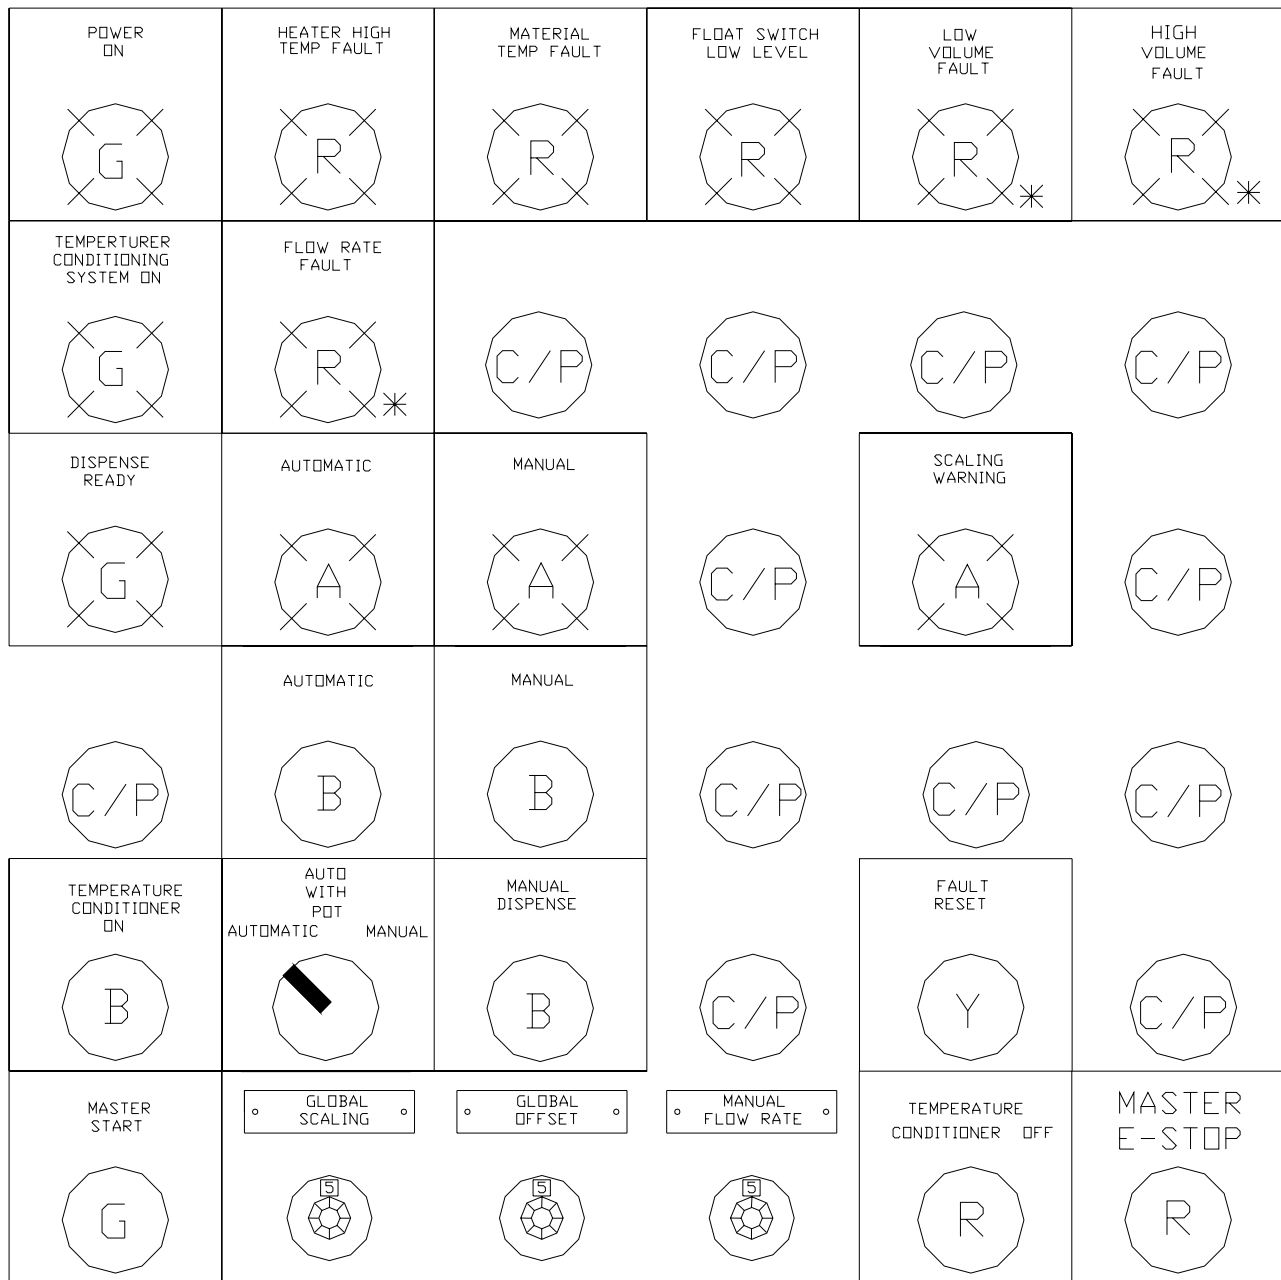 POWER
ON
G
HEATER HIGH
TEMP FAULT
R
MATERIAL
TEMP FAULT
R
FLOAT SWITCH
LOW LEVEL
R
LOW
VOLUME
FAULT
R
*
HIGH
VOLUME
FAULT
R
*
TEMPERTURER
CONDITIONING
SYSTEM ON
G
FLOW RATE
FAULT
R
*
C/P
C/P
C/P
C/P
DISPENSE
READY
G
AUTOMATIC
A
MANUAL
A
C/P
SCALING
WARNING
A
C/P
C/P
AUTOMATIC
B
MANUAL
B
C/P
C/P
C/P
TEMPERATURE
CONDITIONER
ON
B
AUTO
WITH
POT
AUTOMATIC MANUAL
MANUAL
DISPENSE
B
C/P
FAULT
RESET
Y
C/P
MASTER
START
G
GLOBAL
SCALING
5
GLOBAL
OFFSET
5
MANUAL
FLOW RATE
5
TEMPERATURE
CONDITIONER OFF
R
MASTER
E-STOP
R